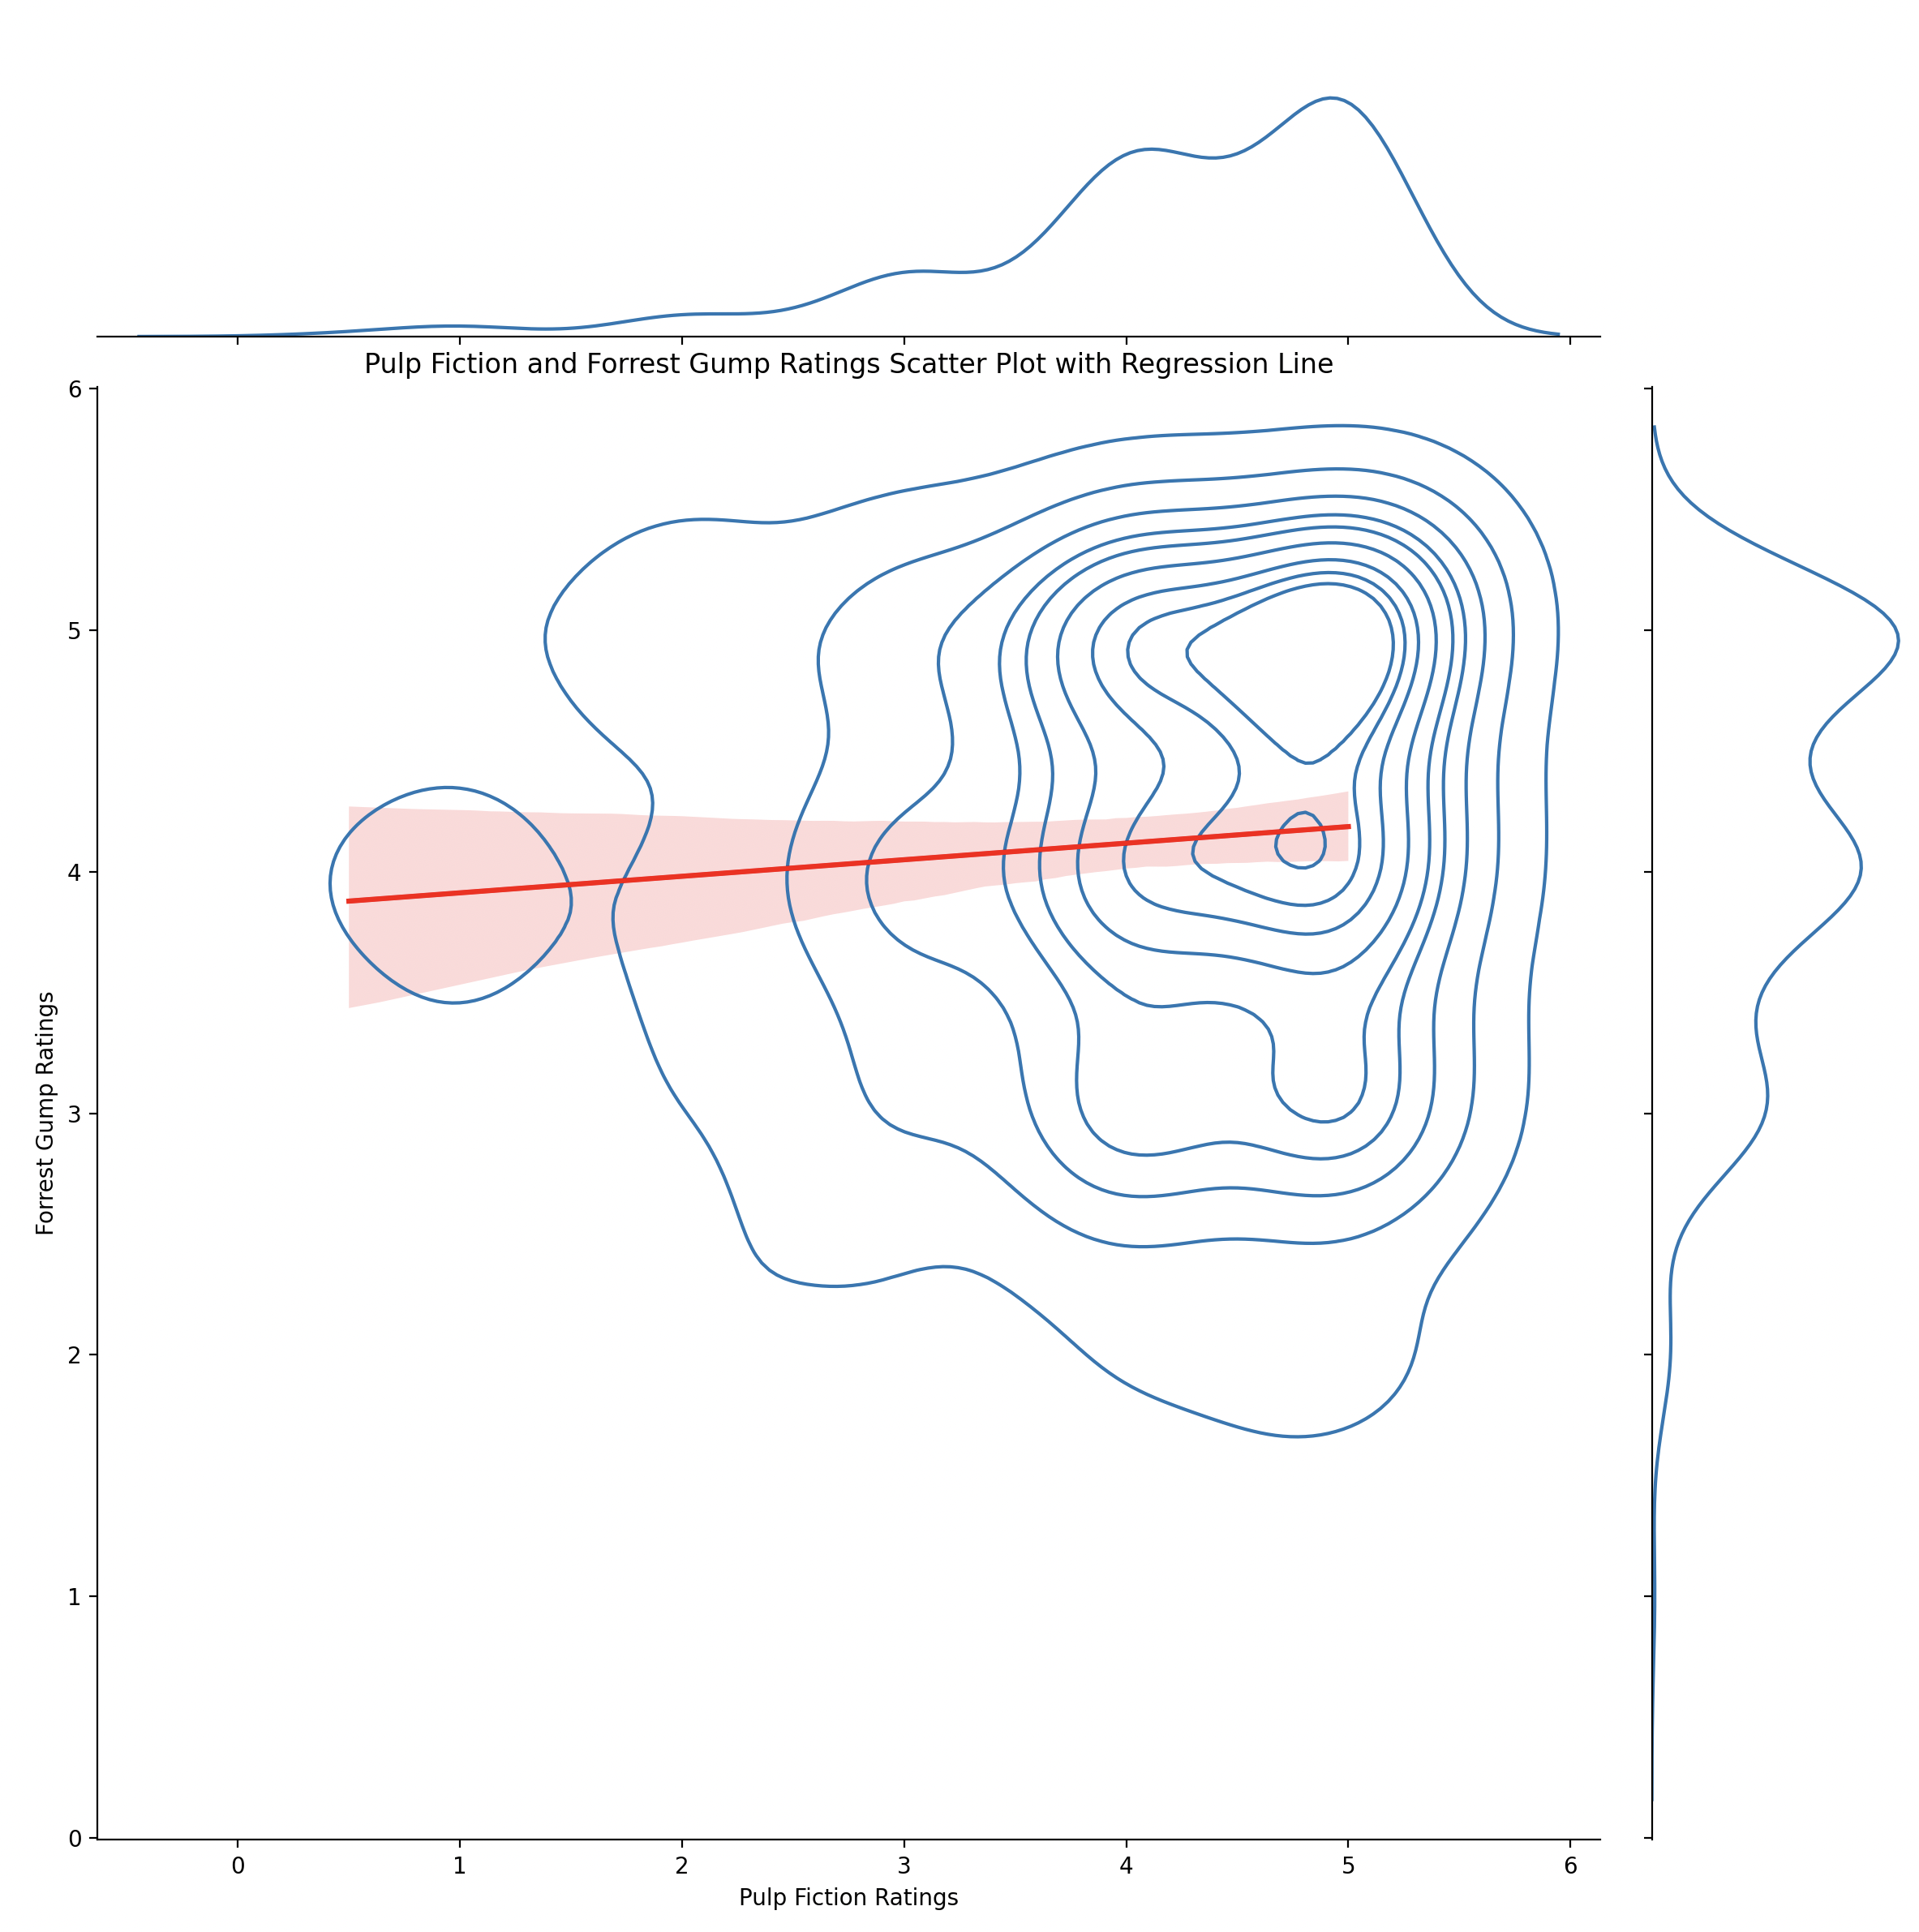 Pulp Fiction and Forrest Gump Ratings Scatter Plot with Regression Line
6
5
4
3
2
1
0
Forrest Gump Ratings
0 1 2 3 4 5 6
Pulp Fiction Ratings